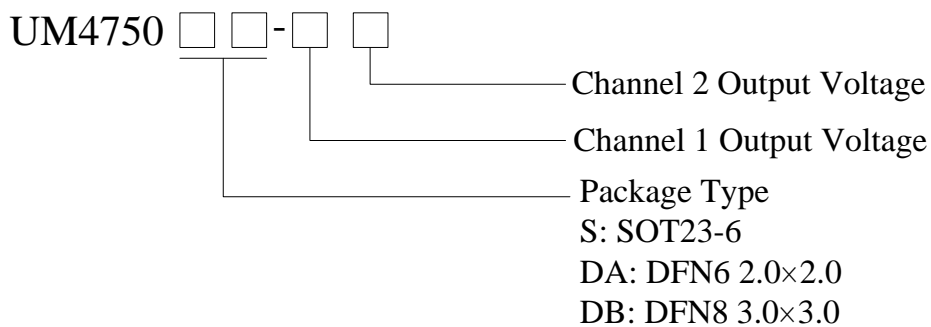 UM4750 □ □-□ □
Channel 2 Output Voltage
Channel 1 Output Voltage
Package Type
S: SOT23-6
DA: DFN6 2.0×2.0
DB: DFN8 3.0×3.0